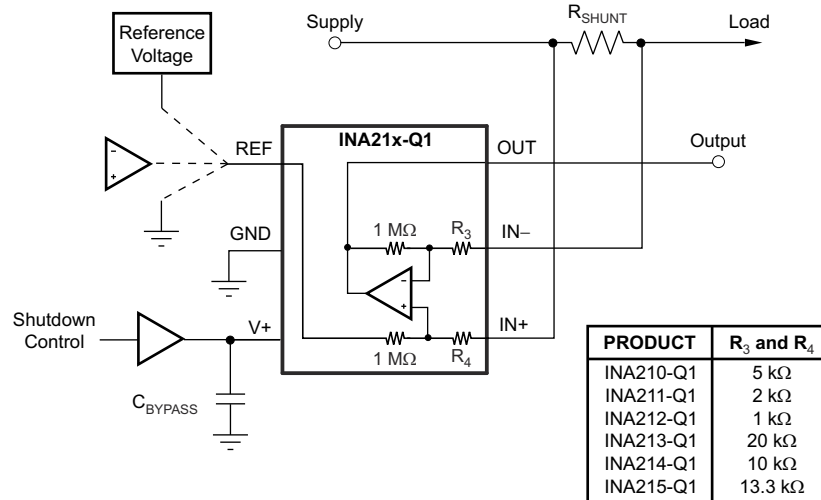 Supply
R_SHUNT
Load
Reference
Voltage
INA21x-Q1
REF
OUT
Output
GND
1 MΩ
R3
IN−
−
+
−
+
Shutdown
Control
V+
1 MΩ
R4
IN+
CBYPASS
PRODUCT R3 and R4
INA210-Q1 5 kΩ
INA211-Q1 2 kΩ
INA212-Q1 1 kΩ
INA213-Q1 20 kΩ
INA214-Q1 10 kΩ
INA215-Q1 13.3 kΩ